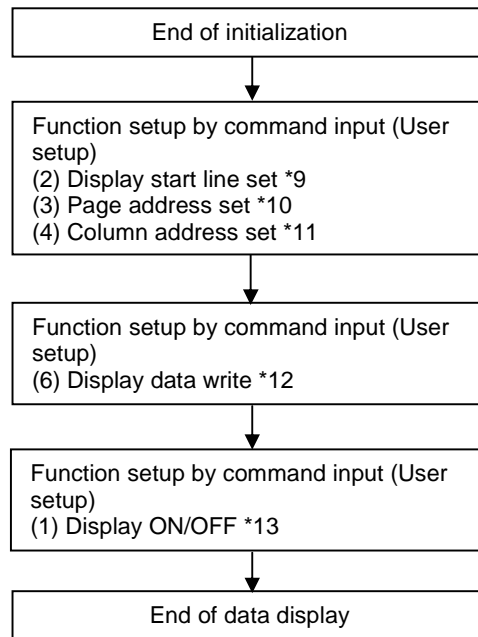 End of initialization
Function setup by command input (User
setup)
(2) Display start line set *9
(3) Page address set *10
(4) Column address set *11
Function setup by command input (User
setup)
(6) Display data write *12
Function setup by command input (User
setup)
(1) Display ON/OFF *13
End of data display